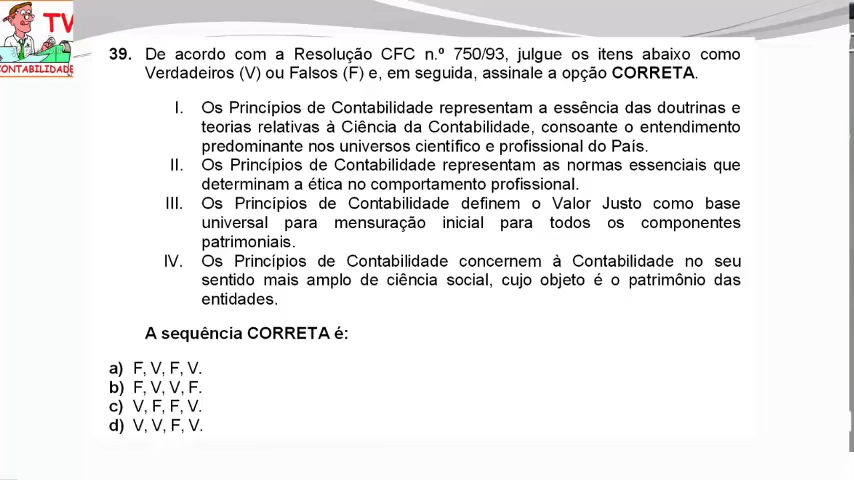 TV
CONTABILIDADE
39. De acordo com a Resolução CFC n.º 750/93, julgue os itens abaixo como
Verdadeiros (V) ou Falsos (F) e, em seguida, assinale a opção CORRETA.
I. Os Princípios de Contabilidade representam a essência das doutrinas e
teorias relativas à Ciência da Contabilidade, consoante o entendimento
predominante nos universos científico e profissional do País.
II. Os Princípios de Contabilidade representam as normas essenciais que
determinam a ética no comportamento profissional.
III. Os Princípios de Contabilidade definem o Valor Justo como base
universal para mensuração inicial para todos os componentes
patrimoniais.
IV. Os Princípios de Contabilidade concernem à Contabilidade no seu
sentido mais amplo de ciência social, cujo objeto é o patrimônio das
entidades.
A sequência CORRETA é:
a) F, V, F, V.
b) F, V, V, F.
c) V, F, F, V.
d) V, V, F, V.